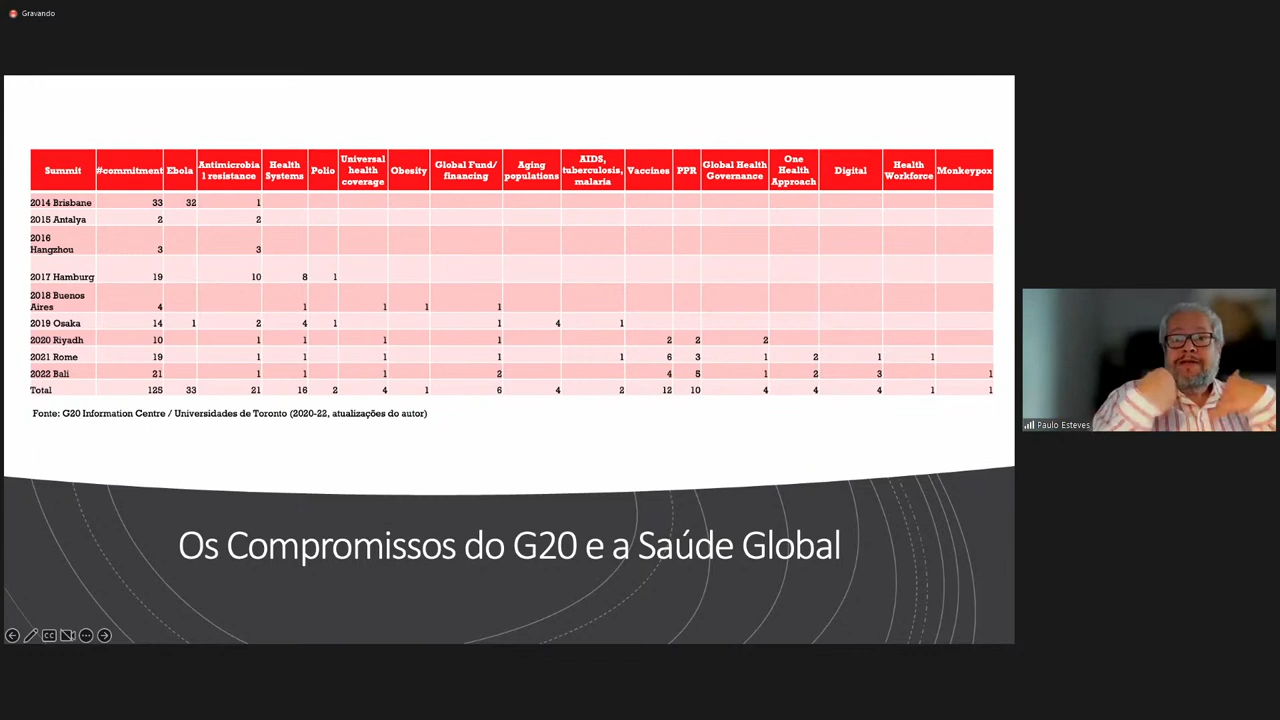 Gravando
Summit #commitment Ebola Antimicrobia l resistance Health Systems Polio Universal health coverage Obesity Global Fund/ financing Aging populations AIDS, tuberculosis, malaria Vaccines PPR Global Health Governance One Health Approach Digital Health Workforce Monkeypox
2014 Brisbane 33 32 1
2015 Antalya 2 2
2016
Hangzhou 3 3
2017 Hamburg 19 10 8 1
2018 Buenos
Aires 4 1 1 1 1
2019 Osaka 14 1 2 4 1 1 4 1
2020 Riyadh 10 1 1 1 1 2 2 2
2021 Rome 19 1 1 1 1 1 6 3 1 2 1 1
2022 Bali 21 1 1 1 2 4 5 1 2 3 1
Total 125 33 21 16 2 4 1 6 4 2 12 10 4 4 4 1 1
Fonte: G20 Information Centre / Universidades de Toronto (2020-22, atualizações do autor)
Paulo Esteves
Os Compromissos do G20 e a Saúde Global
CC